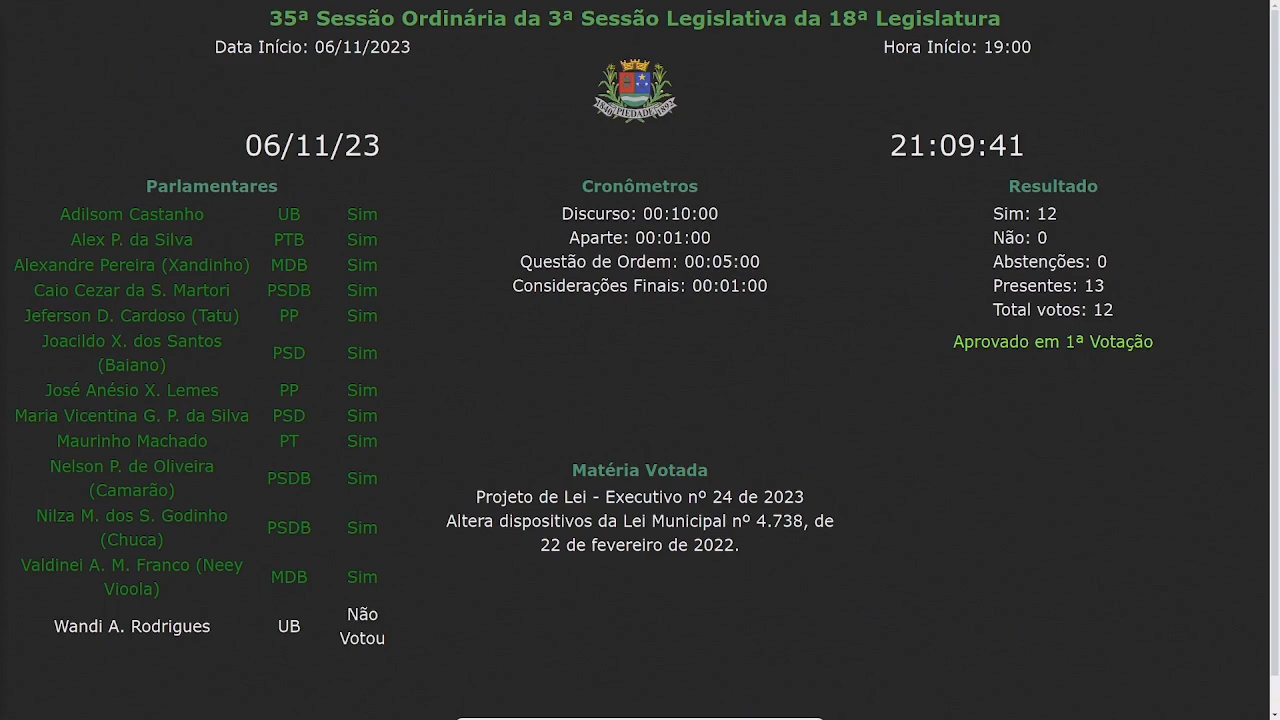 35ª Sessão Ordinária da 3ª Sessão Legislativa da 18ª Legislatura
Data Início: 06/11/2023
Hora Início: 19:00
1840 PIEDADE 1892
06/11/23
21:09:41
Parlamentares
Adilsom Castanho UB Sim
Alex P. da Silva PTB Sim
Alexandre Pereira (Xandinho) MDB Sim
Caio Cezar da S. Martori PSDB Sim
Jeferson D. Cardoso (Tatu) PP Sim
Joacildo X. dos Santos
(Baiano) PSD Sim
José Anésio X. Lemes PP Sim
Maria Vicentina G. P. da Silva PSD Sim
Maurinho Machado PT Sim
Nelson P. de Oliveira
(Camarão) PSDB Sim
Nilza M. dos S. Godinho
(Chuca) PSDB Sim
Valdinei A. M. Franco (Neey
Vioola) MDB Sim
Wandi A. Rodrigues UB Não
Votou
Cronômetros
Discurso: 00:10:00
Aparte: 00:01:00
Questão de Ordem: 00:05:00
Considerações Finais: 00:01:00
Matéria Votada
Projeto de Lei - Executivo nº 24 de 2023
Altera dispositivos da Lei Municipal nº 4.738, de
22 de fevereiro de 2022.
Resultado
Sim: 12
Não: 0
Abstenções: 0
Presentes: 13
Total votos: 12
Aprovado em 1ª Votação